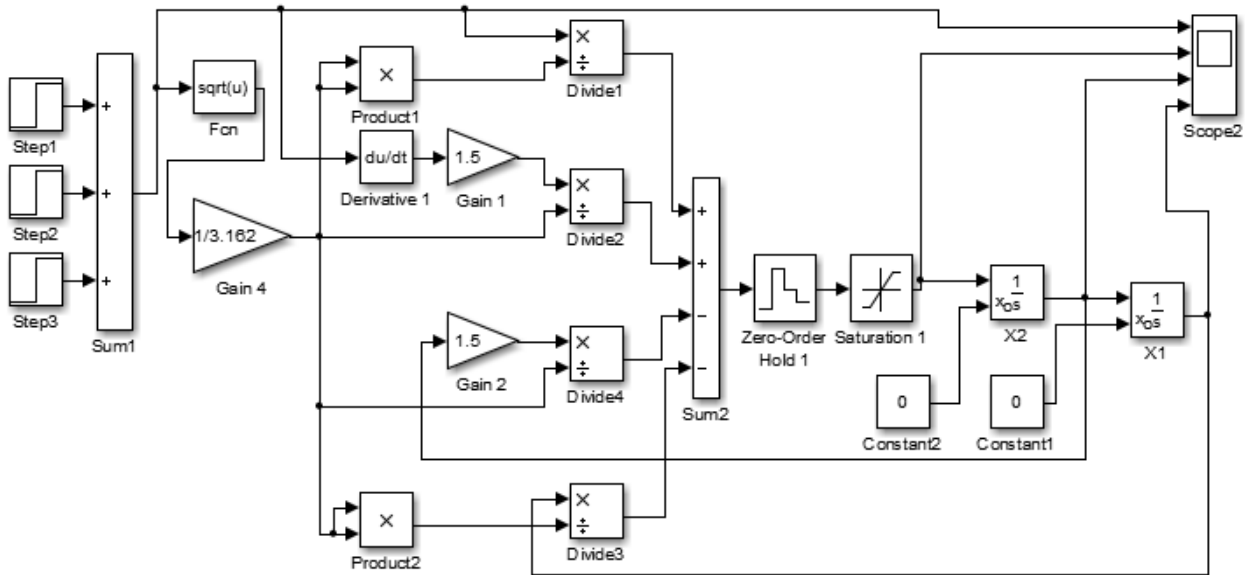 +
+
+
Step1
Step2
Step3
Sum1
sqrt(u)
Fcn
1/3.162
Gain 4
×
Product1
×
÷
Divide1
du/dt
Derivative 1
1.5
Gain 1
×
÷
Divide2
1.5
Gain 2
×
÷
Divide4
×
Product2
×
÷
Divide3
+
+
−
−
Sum2
Zero-Order
Hold 1
Saturation 1
1
xos
X2
1
xos
X1
0
Constant2
0
Constant1
Scope2